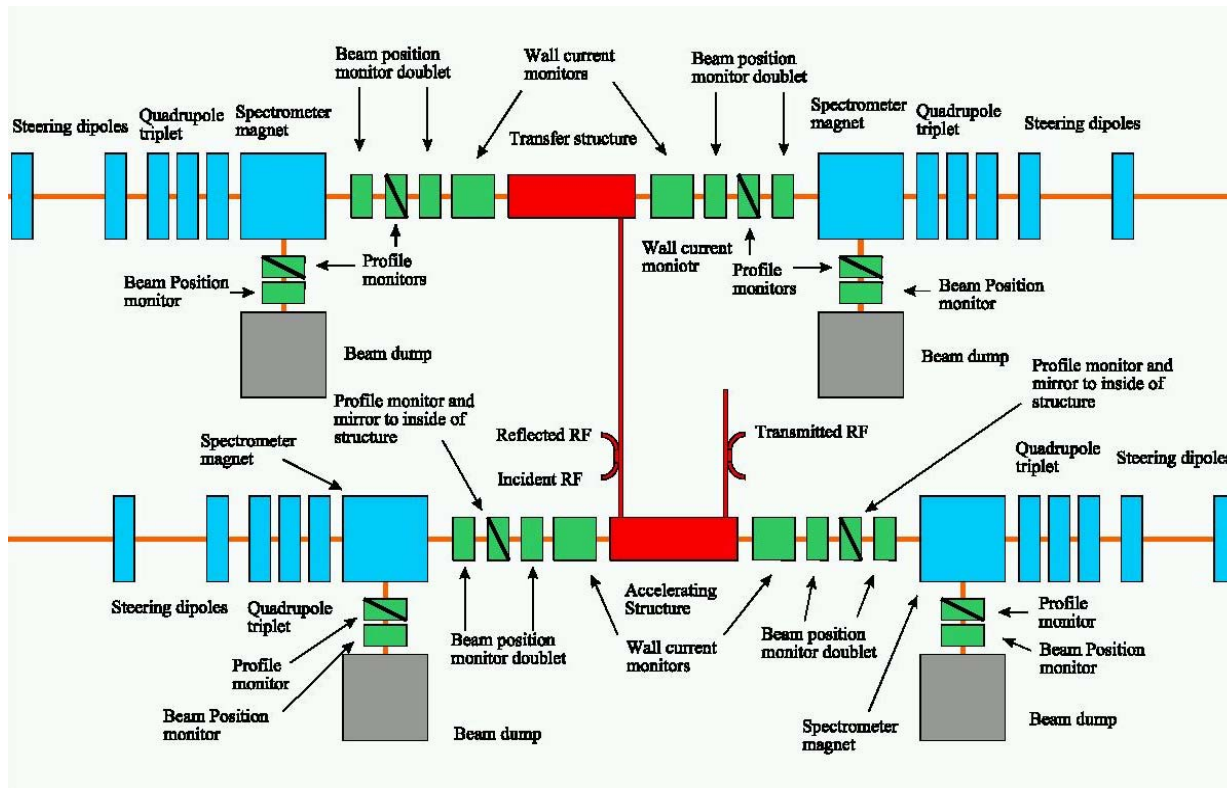 Beam position
monitor doublet
Wall current
monitors
Beam position
monitor doublet
Steering dipoles
Quadrupole
triplet
Spectrometer
magnet
Transfer structure
Spectrometer
magnet
Quadrupole
triplet
Steering dipoles
Beam Position
monitor
Profile
monitors
Wall current
moniotr
Profile
monitors
Beam Position
monitor
Beam dump
Beam dump
Profile monitor and
mirror to inside of
structure
Profile monitor and
mirror to inside of
structure
Spectrometer
magnet
Reflected RF
Incident RF
Transmitted RF
Quadrupole
triplet
Steering dipoles
Steering dipoles
Quadrupole
triplet
Accelerating
Structure
Beam position
monitor doublet
Wall current
monitors
Beam position
monitor doublet
Profile
monitor
Beam Position
monitor
Profile
monitor
Beam Position
monitor
Beam dump
Spectrometer
magnet
Beam dump